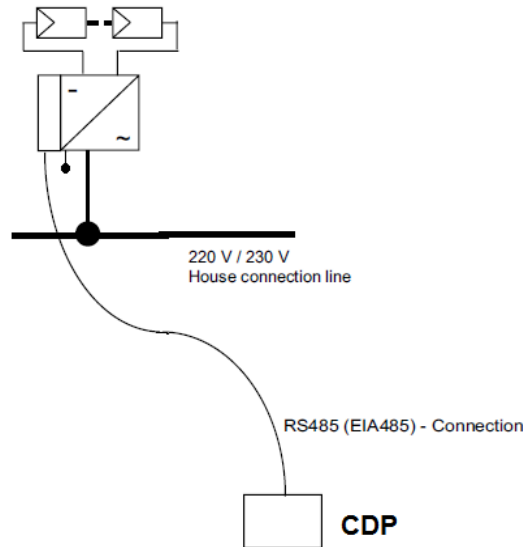 -
~
220 V / 230 V
House connection line
RS485 (EIA485) - Connection
CDP